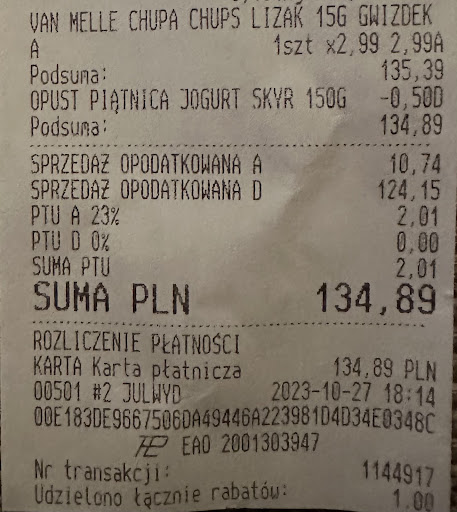 VAN MELLE CHUPA CHUPS LIZAK 15G GWIZDEK
A 1szt x2,99 2,99A
Podsuma: 135,39
OPUST PIĄTNICA JOGURT SKYR 150G -0,50D
Podsuma: 134,89
SPRZEDAŻ OPODATKOWANA A 10,74
SPRZEDAŻ OPODATKOWANA D 124,15
PTU A 23% 2,01
PTU D 0% 0,00
SUMA PTU 2,01
SUMA PLN 134,89
ROZLICZENIE PŁATNOŚCI
KARTA Karta płatnicza 134,89 PLN
00501 #2 JULWYD 2023-10-27 18:14
00E183DE9667506DA49446A223981D4D34E0348C
EAO 2001303947
Nr transakcji: 1144917
Udzielono łącznie rabatów: 1.00